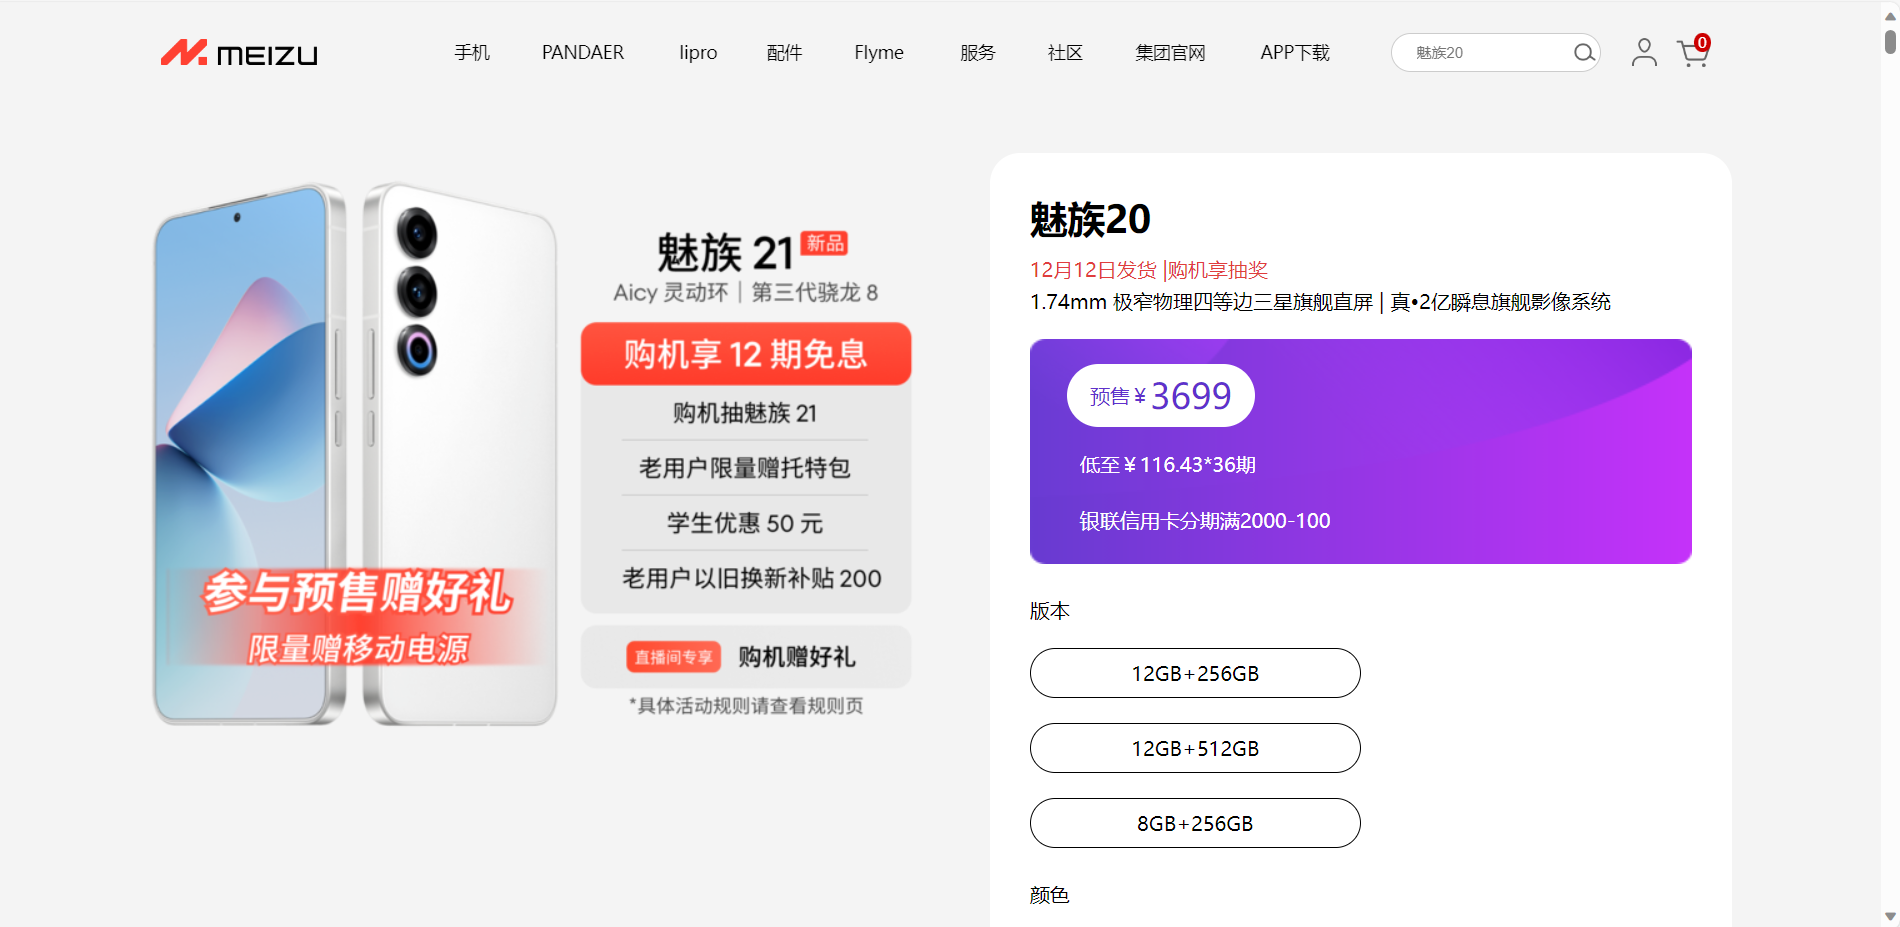 MEIZU
手机 PANDAER lipro 配件 Flyme 服务 社区 集团官网 APP下载 魅族20 0
魅族 21 新品
Aicy 灵动环｜第三代骁龙 8
购机享 12 期免息
购机抽魅族 21
老用户限量赠托特包
学生优惠 50 元
老用户以旧换新补贴 200
直播间专享 购机赠好礼
*具体活动规则请查看规则页
参与预售赠好礼
限量赠移动电源
魅族20
12月12日发货 |购机享抽奖
1.74mm 极窄物理四等边三星旗舰直屏 | 真•2亿瞬息旗舰影像系统
预售￥3699
低至￥116.43*36期
银联信用卡分期满2000-100
版本
12GB+256GB
12GB+512GB
8GB+256GB
颜色